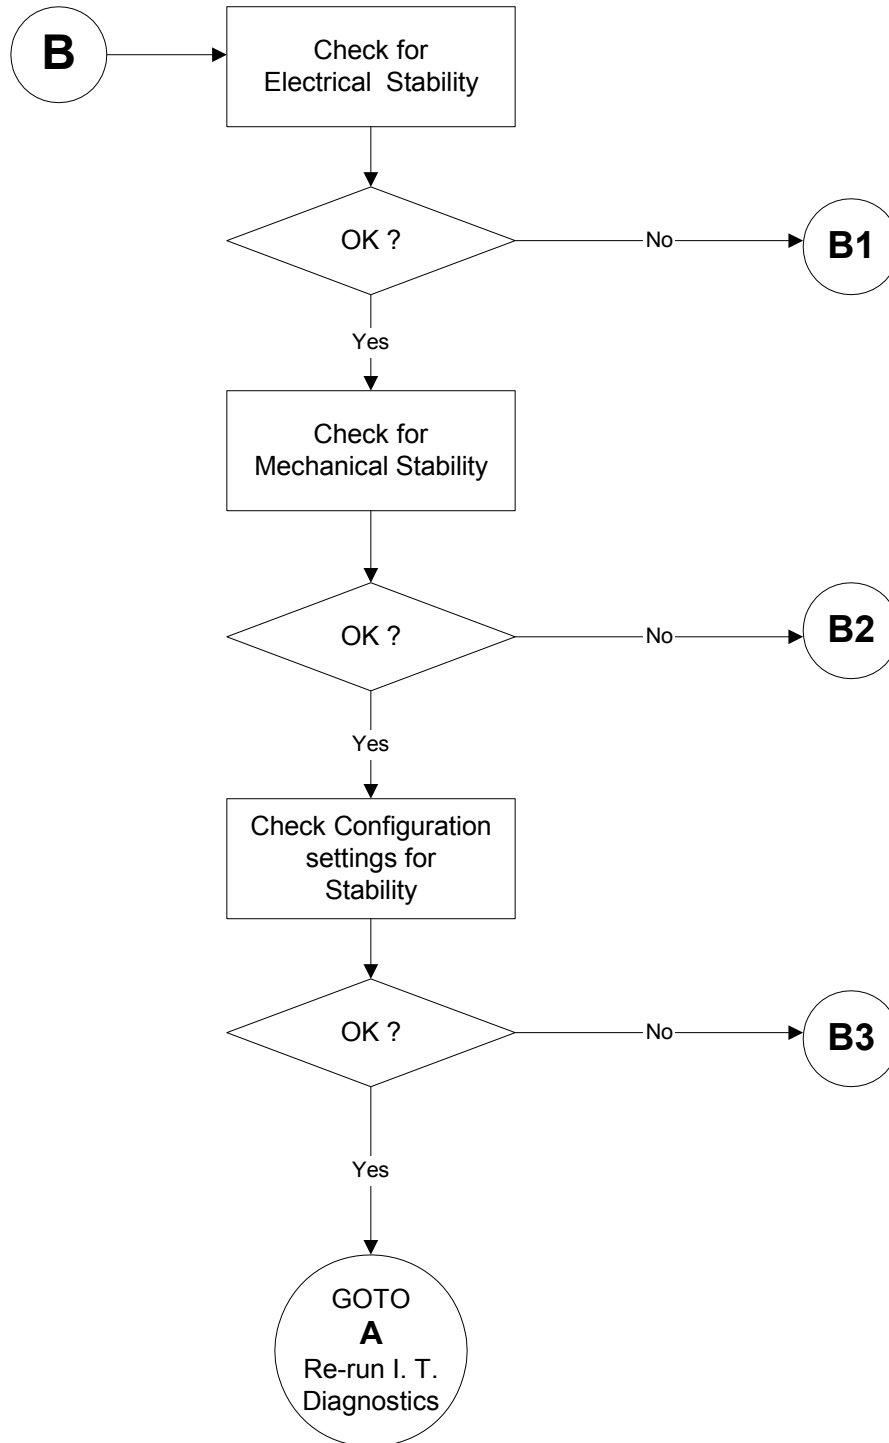 B
Check for
Electrical Stability
OK ?
No
B1
Yes
Check for
Mechanical Stability
OK ?
No
B2
Yes
Check Configuration
settings for
Stability
OK ?
No
B3
Yes
GOTO
A
Re-run I. T.
Diagnostics